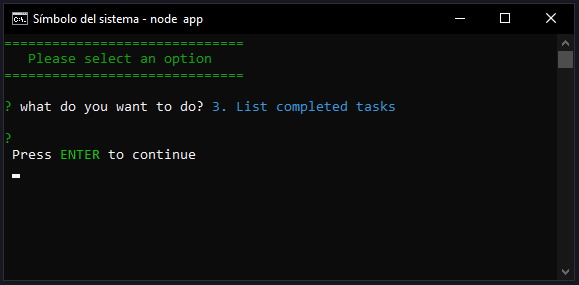 Símbolo del sistema - node app
==============================
Please select an option
==============================
? what do you want to do? 3. List completed tasks
?
Press ENTER to continue